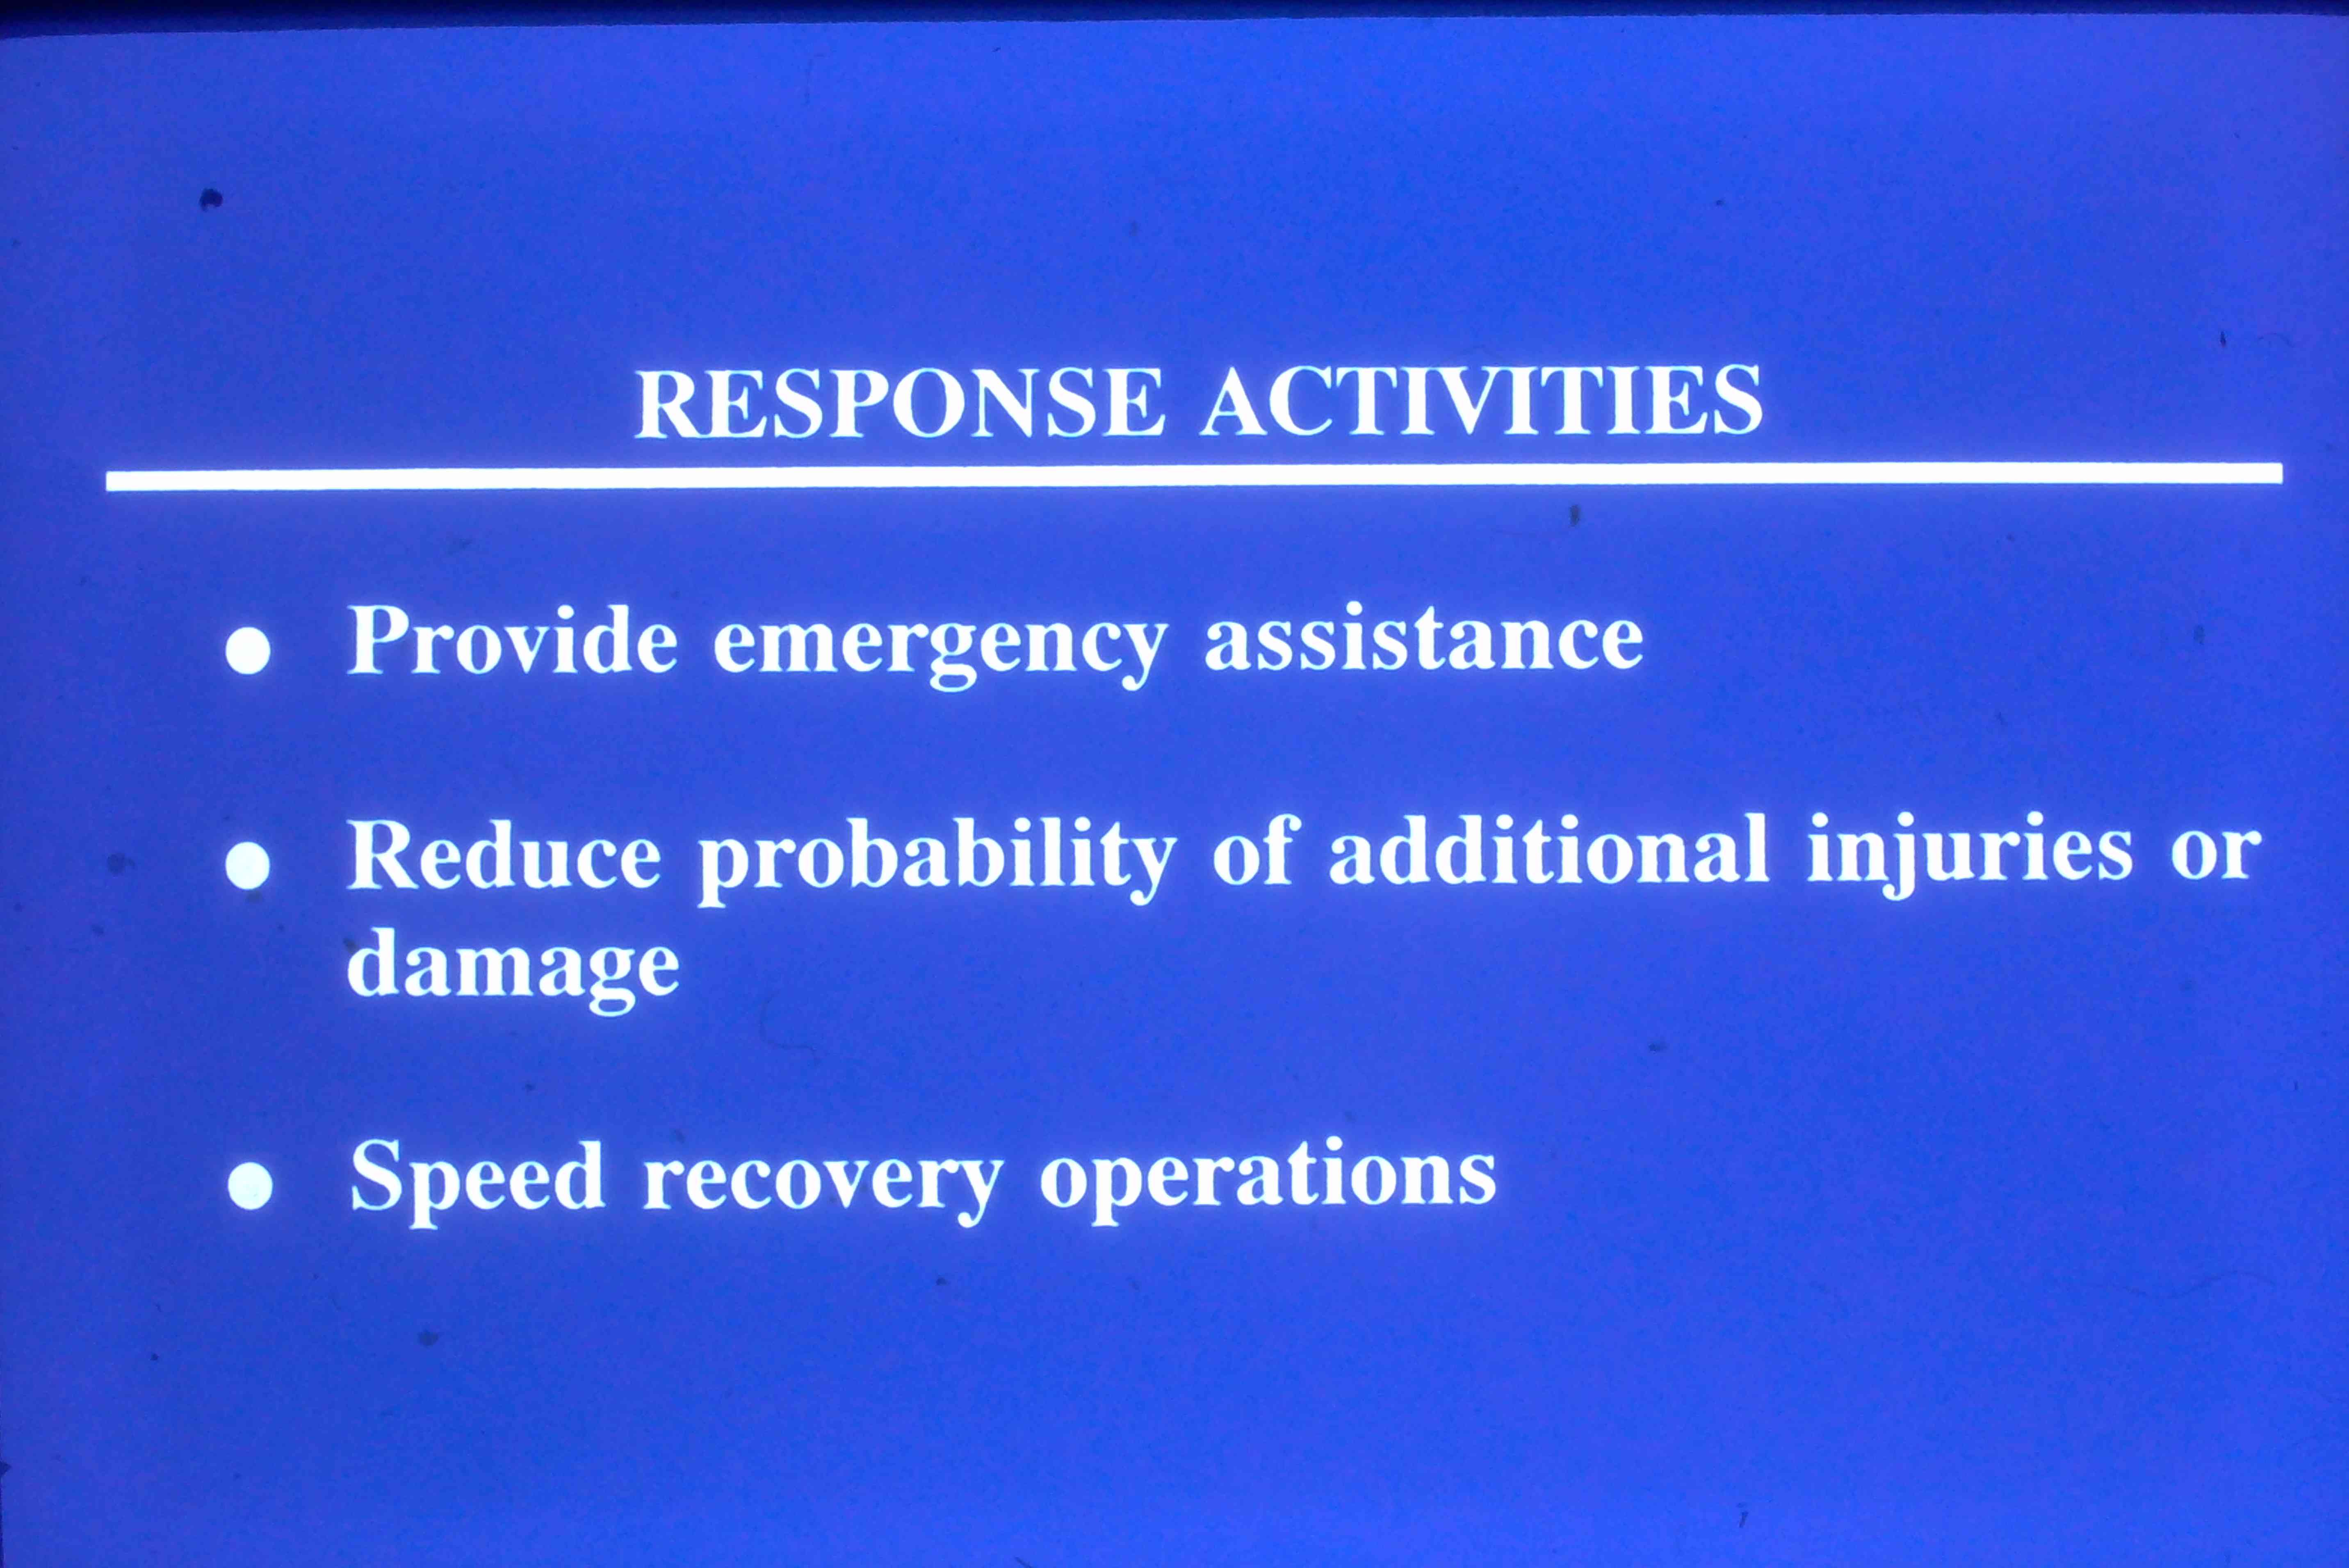 RESPONSE ACTIVITIES
● Provide emergency assistance
● Reduce probability of additional injuries or
damage
● Speed recovery operations